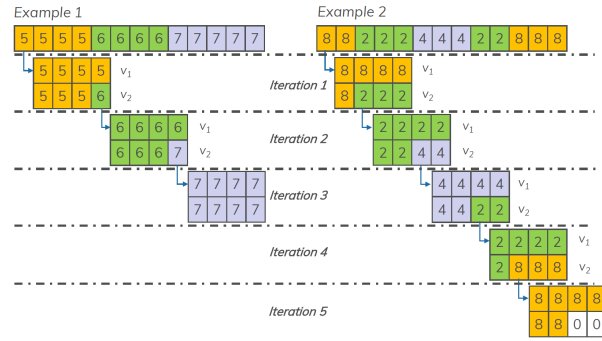 Example 1 Example 2
5 5 5 5 6 6 6 6 7 7 7 7 7 8 8 2 2 2 4 4 4 2 2 8 8 8
5 5 5 5 v₁ 8 8 8 8 v₁
Iteration 1
5 5 5 6 v₂ 8 2 2 2 v₂
6 6 6 6 v₁ 2 2 2 2 v₁
Iteration 2
6 6 6 7 v₂ 2 2 4 4 v₂
7 7 7 7 4 4 4 4 v₁
Iteration 3
7 7 7 7 4 4 2 2 v₂
2 2 2 2 v₁
Iteration 4
2 8 8 8 v₂
8 8 8 8
Iteration 5
8 8 0 0